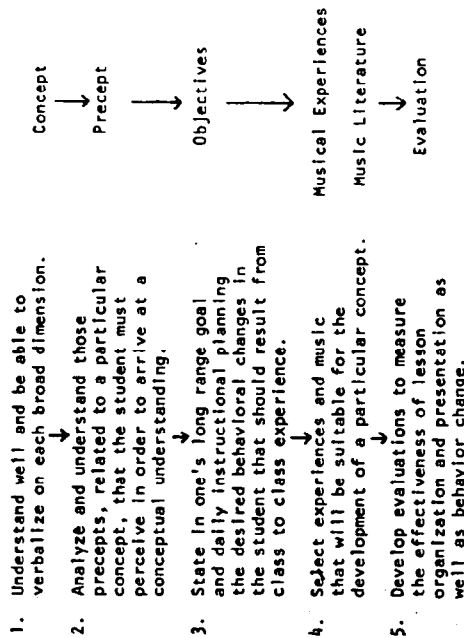 1. Understand well and be able to
verbalize on each broad dimension.
2. Analyze and understand those
precepts, related to a particular
concept, that the student must
perceive in order to arrive at a
conceptual understanding.
3. State in one's long range goal
and daily instructional planning
the desired behavioral changes in
the student that should result from
class to class experience.
4. Select experiences and music
that will be suitable for the
development of a particular concept.
5. Develop evaluations to measure
the effectiveness of lesson
organization and presentation as
well as behavior change.
Concept
Precept
Objectives
Musical Experiences
Music Literature
Evaluation